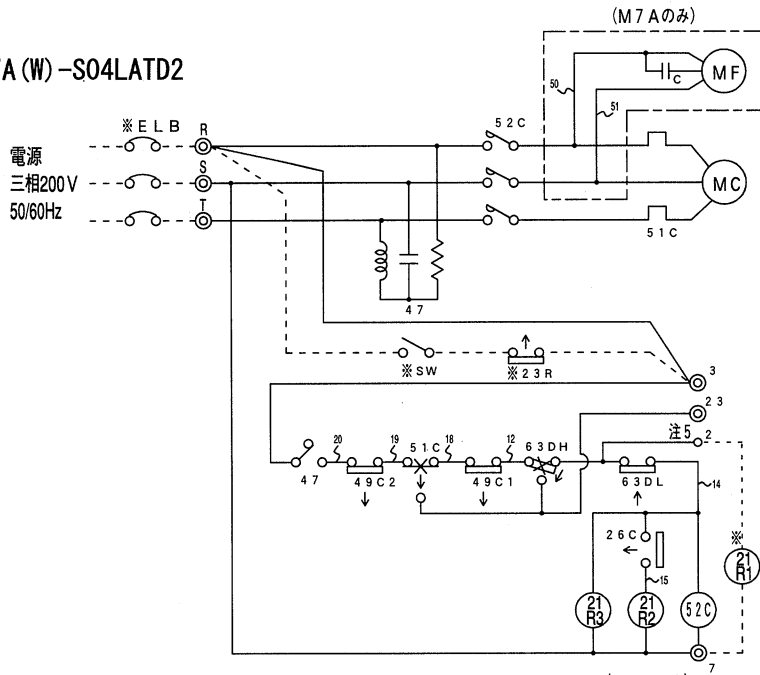 (M7Aのみ)
A(W)-S04LATD2
50
C
MF
51
※ELB
R
52C
電源
三相200V
50/60Hz
S
MC
T
51C
47
※SW
※23R
3
23
注5
2
20
19
51C
18
12
63DH
47
49C2
49C1
63DL
14
26C
※
15
21
R1
21
R3
21
R2
52C
7